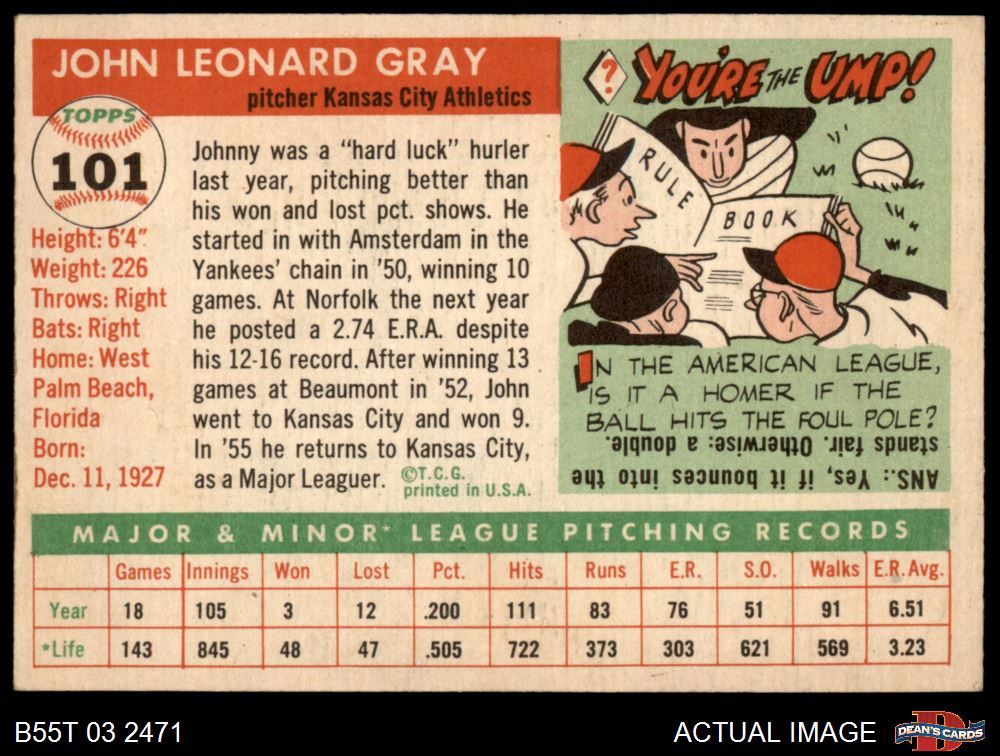 JOHN LEONARD GRAY
pitcher Kansas City Athletics
TOPPS
101
Height: 6'4"
Weight: 226
Throws: Right
Bats: Right
Home: West
Palm Beach,
Florida
Born:
Dec. 11, 1927
Johnny was a "hard luck" hurler
last year, pitching better than
his won and lost pct. shows. He
started in with Amsterdam in the
Yankees' chain in '50, winning 10
games. At Norfolk the next year
he posted a 2.74 E.R.A. despite
his 12-16 record. After winning 13
games at Beaumont in '52, John
went to Kansas City and won 9.
In '55 he returns to Kansas City,
as a Major Leaguer.
©T.C.G.
printed in U.S.A.
? YOU'RE THE UMP!
RULE BOOK
IN THE AMERICAN LEAGUE,
IS IT A HOMER IF THE
BALL HITS THE FOUL POLE?
ANS.: Yes, if it bounces into the
stands fair. Otherwise: a double.
MAJOR & MINOR* LEAGUE PITCHING RECORDS
Games Innings Won Lost Pct. Hits Runs E.R. S.O. Walks E.R.Avg.
Year 18 105 3 12 .200 111 83 76 51 91 6.51
*Life 143 845 48 47 .505 722 373 303 621 569 3.23
B55T 03 2471
ACTUAL IMAGE
DEAN'S CARDS